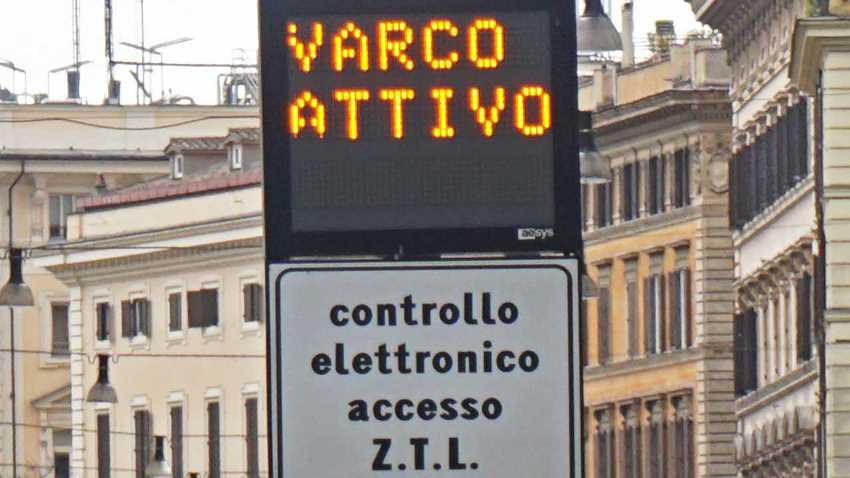 VARCO
ATTIVO
aesys
controllo
elettronico
accesso
Z.T.L.